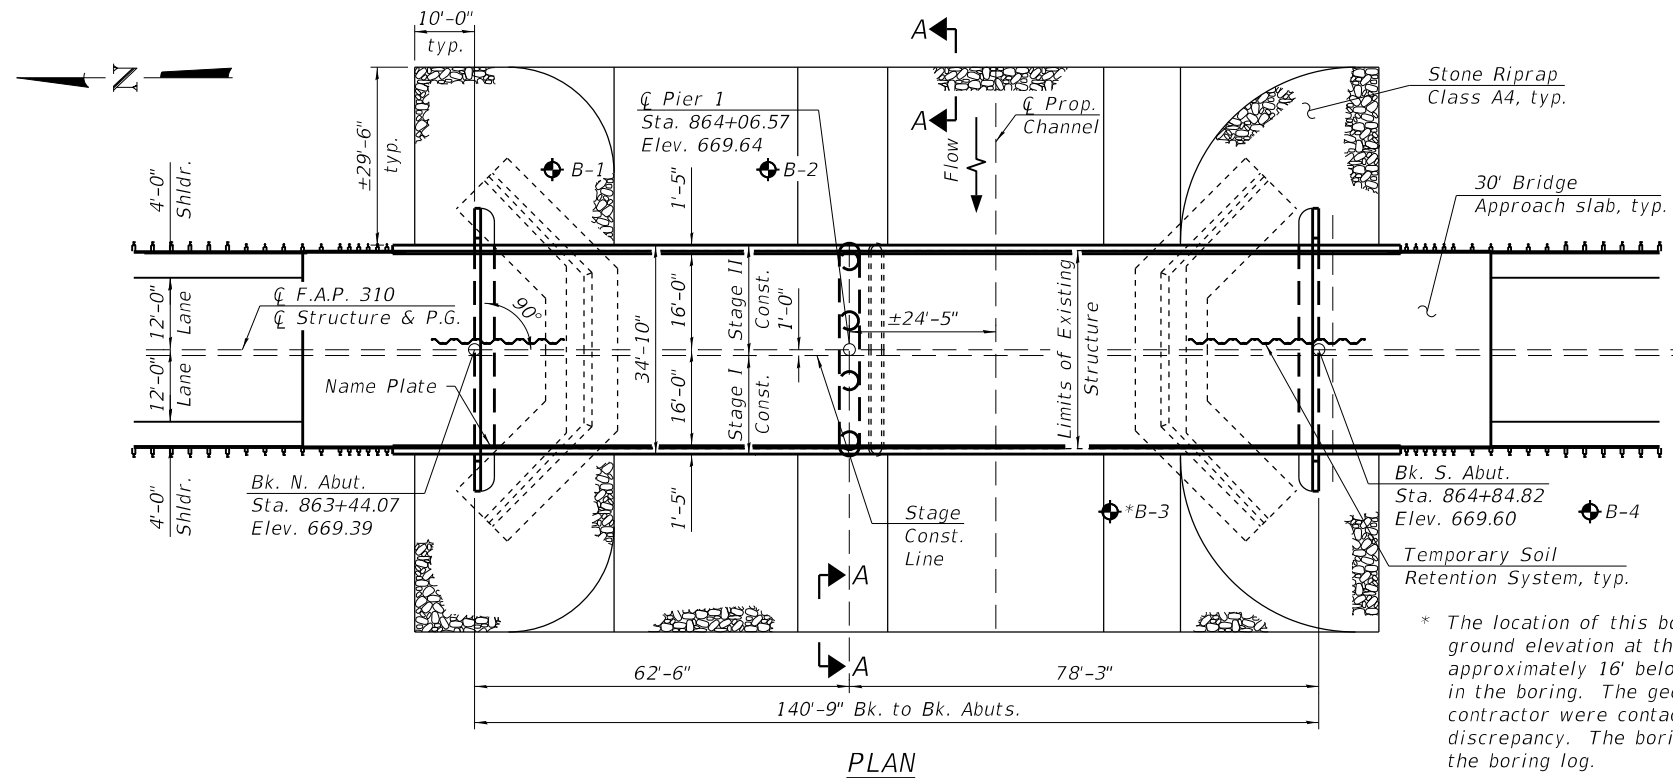 10'-0"
typ.
A
N
Stone Riprap
Class A4, typ.
℄ Pier 1
Sta. 864+06.57
Elev. 669.64
℄ Prop.
Channel
A
±29'-6"
typ.
Flow
B-1
B-2
4'-0"
Shldr.
1'-5"
30' Bridge
Approach slab, typ.
℄ F.A.P. 310
℄ Structure & P.G.
90°
12'-0"
Lane
12'-0"
Lane
34'-10"
16'-0"
16'-0"
Stage II
Const.
Stage I
Const.
1'-0"
±24'-5"
Limits of Existing
Structure
Name Plate
Bk. N. Abut.
Sta. 863+44.07
Elev. 669.39
4'-0"
Shldr.
1'-5"
Stage
Const.
Line
*B-3
Bk. S. Abut.
Sta. 864+84.82
Elev. 669.60
B-4
Temporary Soil
Retention System, typ.
A
A
62'-6"
78'-3"
140'-9" Bk. to Bk. Abuts.
* The location of this bo
ground elevation at th
approximately 16' belo
in the boring. The geo
contractor were contac
discrepancy. The bori
the boring log.
PLAN